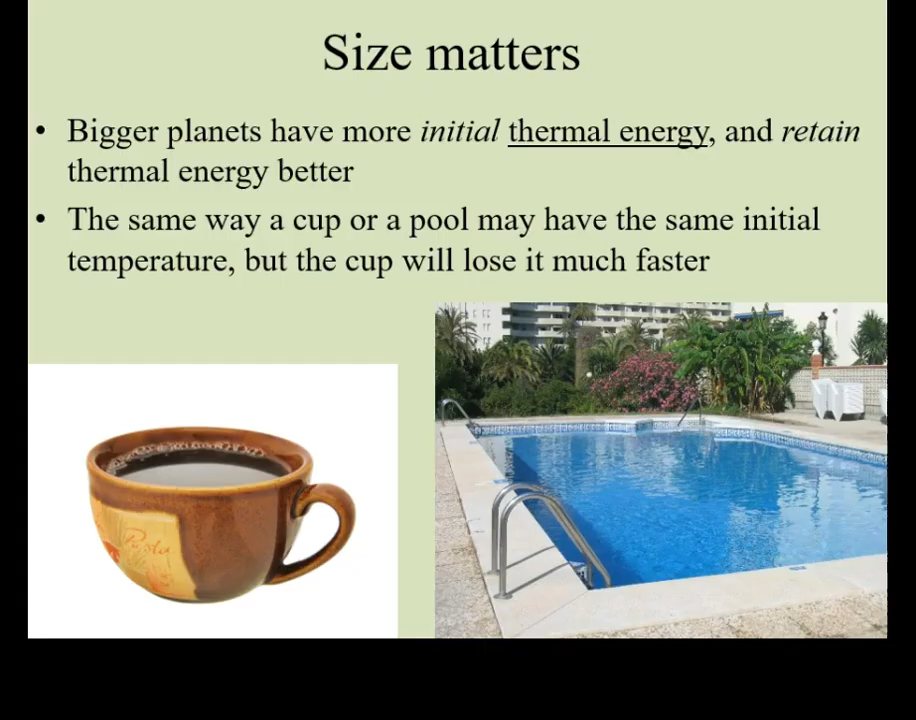 Size matters
• Bigger planets have more initial thermal energy, and retain
thermal energy better
• The same way a cup or a pool may have the same initial
temperature, but the cup will lose it much faster
Pasta